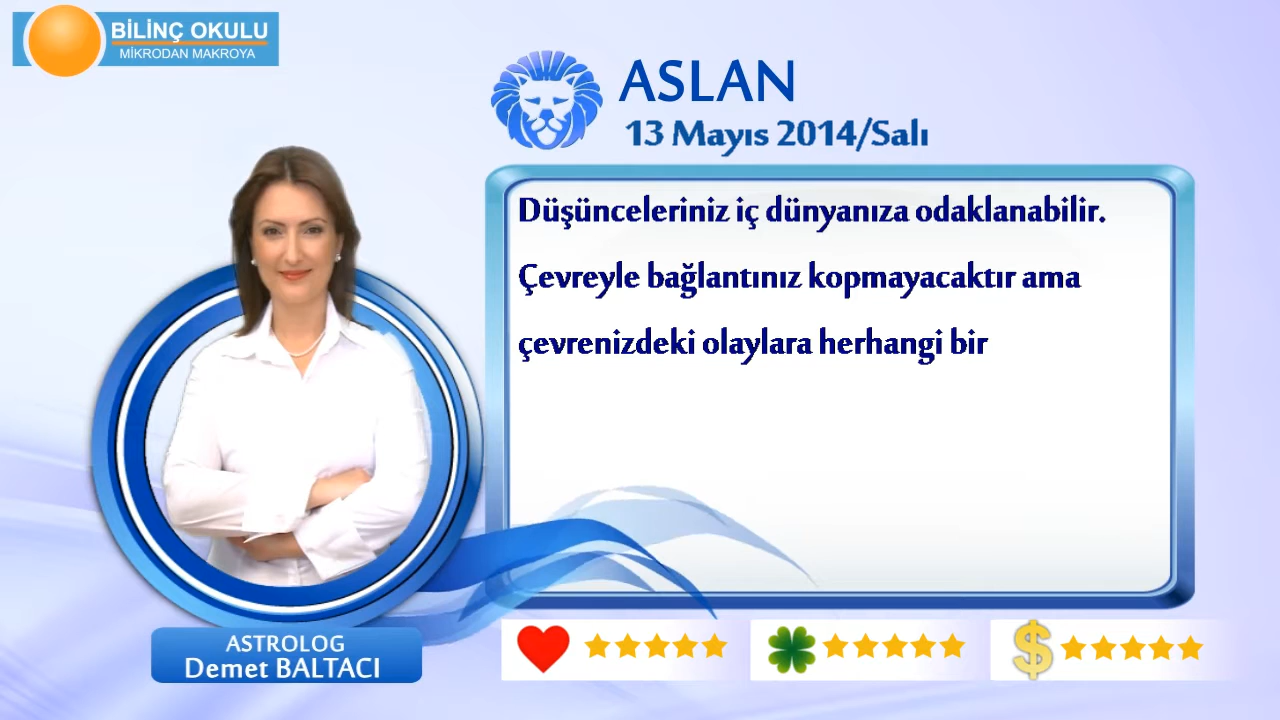 BİLİNÇ OKULU
MİKRODAN MAKROYA
ASLAN
13 Mayıs 2014/Salı
Düşünceleriniz iç dünyanıza odaklanabilir.
Çevreyle bağlantınız kopmayacaktır ama
çevrenizdeki olaylara herhangi bir
ASTROLOG
Demet BALTACI